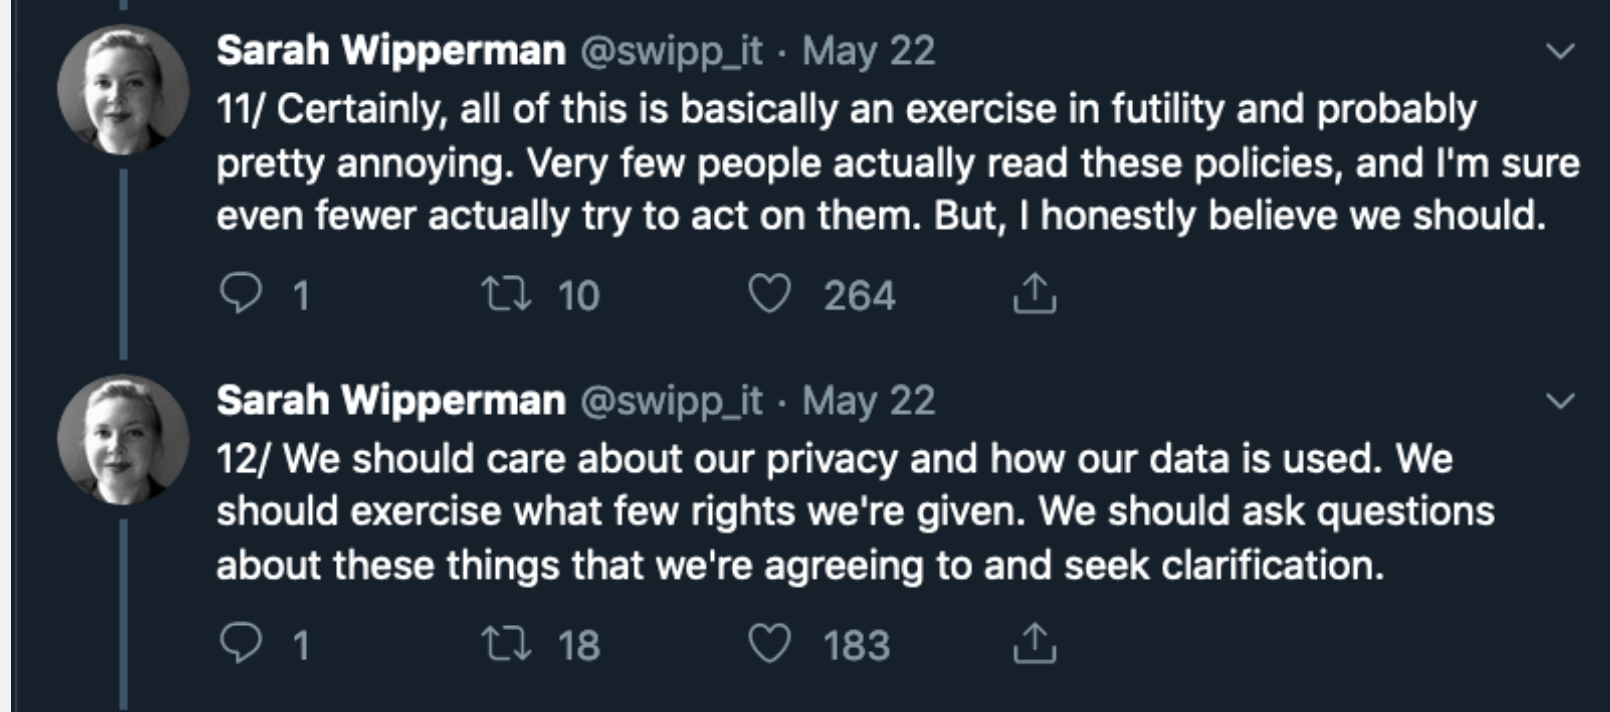 Sarah Wipperman @swipp_it · May 22
11/ Certainly, all of this is basically an exercise in futility and probably
pretty annoying. Very few people actually read these policies, and I'm sure
even fewer actually try to act on them. But, I honestly believe we should.
1 10 264
Sarah Wipperman @swipp_it · May 22
12/ We should care about our privacy and how our data is used. We
should exercise what few rights we're given. We should ask questions
about these things that we're agreeing to and seek clarification.
1 18 183